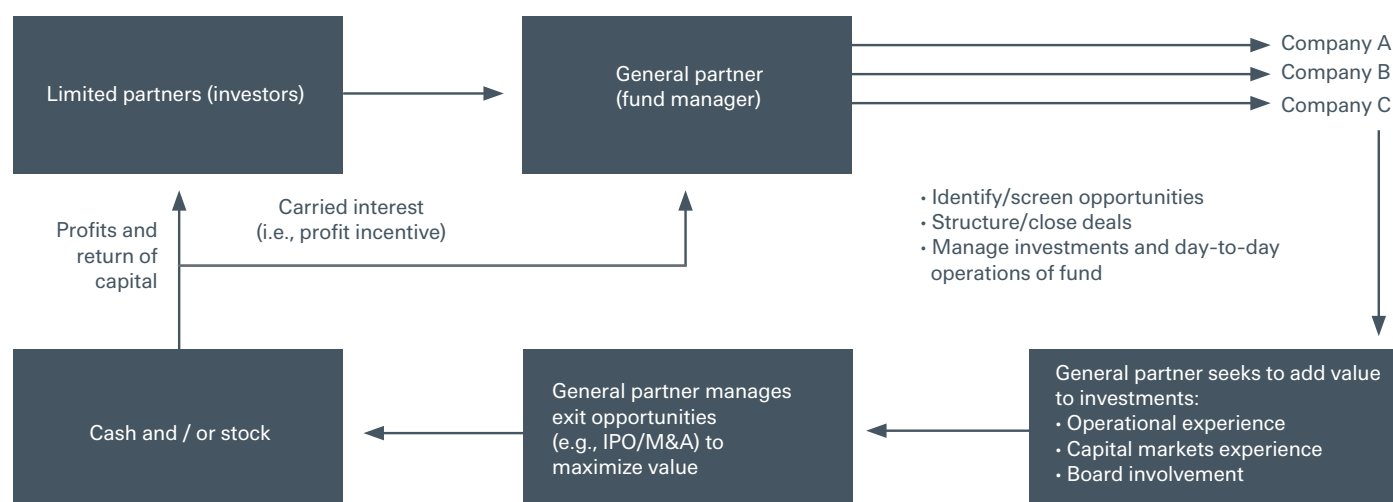 Limited partners (investors)
General partner
(fund manager)
Company A
Company B
Company C
Profits and
return of
capital
Carried interest
(i.e., profit incentive)
• Identify/screen opportunities
• Structure/close deals
• Manage investments and day-to-day
operations of fund
Cash and / or stock
General partner manages
exit opportunities
(e.g., IPO/M&A) to
maximize value
General partner seeks to add value
to investments:
• Operational experience
• Capital markets experience
• Board involvement